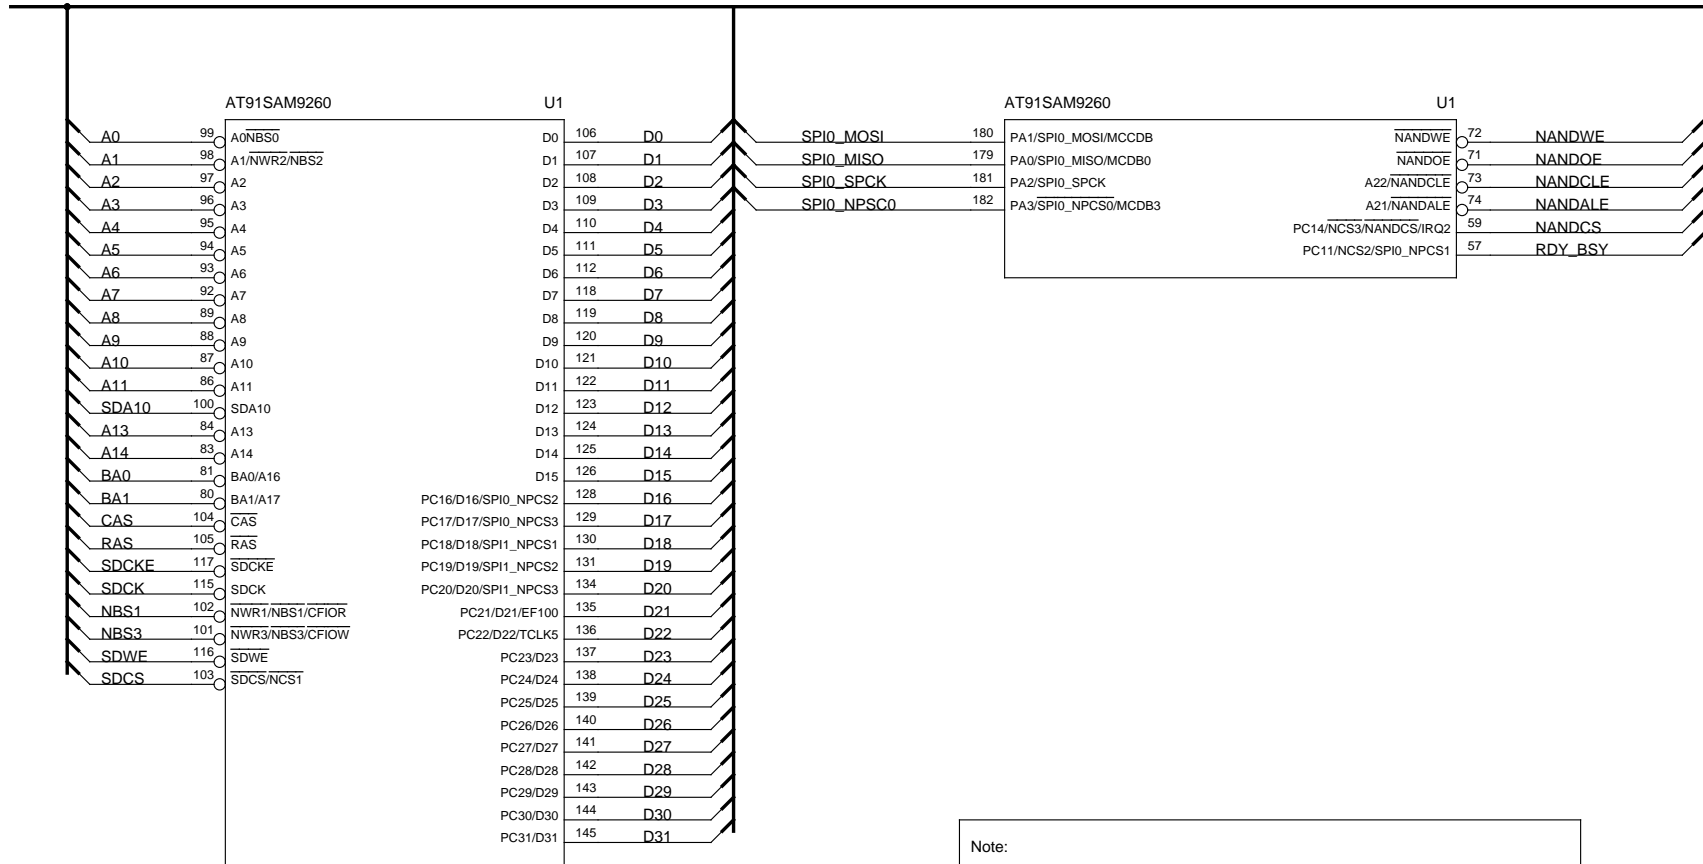 AT91SAM9260 U1
A0 99 A0NBS0 D0 106 D0
A1 98 A1/NWR2/NBS2 D1 107 D1
A2 97 A2 D2 108 D2
A3 96 A3 D3 109 D3
A4 95 A4 D4 110 D4
A5 94 A5 D5 111 D5
A6 93 A6 D6 112 D6
A7 92 A7 D7 118 D7
A8 89 A8 D8 119 D8
A9 88 A9 D9 120 D9
A10 87 A10 D10 121 D10
A11 86 A11 D11 122 D11
SDA10 100 SDA10 D12 123 D12
A13 84 A13 D13 124 D13
A14 83 A14 D14 125 D14
BA0 81 BA0/A16 D15 126 D15
BA1 80 BA1/A17 PC16/D16/SPI0_NPCS2 128 D16
CAS 104 CAS PC17/D17/SPI0_NPCS3 129 D17
RAS 105 RAS PC18/D18/SPI1_NPCS1 130 D18
SDCKE 117 SDCKE PC19/D19/SPI1_NPCS2 131 D19
SDCK 115 SDCK PC20/D20/SPI1_NPCS3 134 D20
NBS1 102 NWR1/NBS1/CFIOR PC21/D21/EF100 135 D21
NBS3 101 NWR3/NBS3/CFIOW PC22/D22/TCLK5 136 D22
SDWE 116 SDWE PC23/D23 137 D23
SDCS 103 SDCS/NCS1 PC24/D24 138 D24
PC25/D25 139 D25
PC26/D26 140 D26
PC27/D27 141 D27
PC28/D28 142 D28
PC29/D29 143 D29
PC30/D30 144 D30
PC31/D31 145 D31
AT91SAM9260 U1
SPI0_MOSI 180 PA1/SPI0_MOSI/MCCDB NANDWE 72 NANDWE
SPI0_MISO 179 PA0/SPI0_MISO/MCDB0 NANDOE 71 NANDOE
SPI0_SPCK 181 PA2/SPI0_SPCK A22/NANDCLE 73 NANDCLE
SPI0_NPSC0 182 PA3/SPI0_NPCS0/MCDB3 A21/NANDALE 74 NANDALE
PC14/NCS3/NANDCS/IRQ2 59 NANDCS
PC11/NCS2/SPI0_NPCS1 57 RDY_BSY
Note: